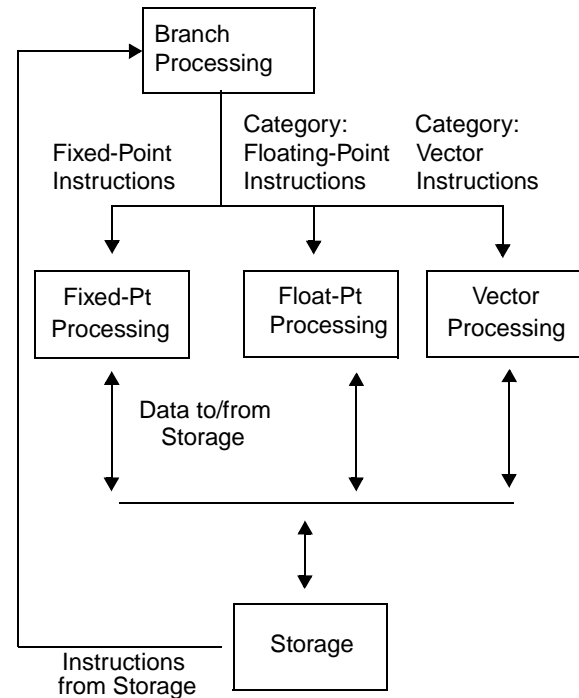 Branch
Processing
Fixed-Point
Instructions
Category:
Floating-Point
Instructions
Category:
Vector
Instructions
Fixed-Pt
Processing
Float-Pt
Processing
Vector
Processing
Data to/from
Storage
Storage
Instructions
from Storage